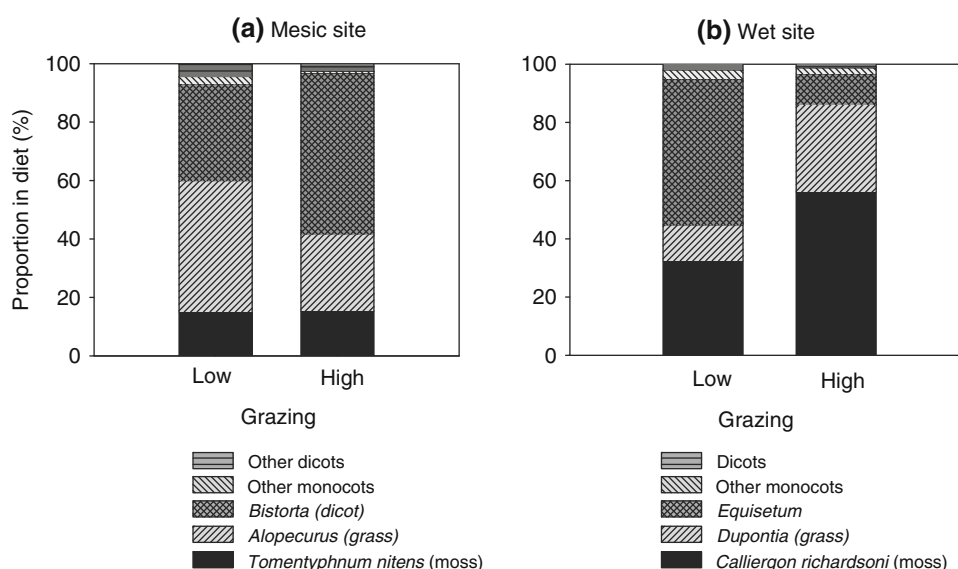 (a) Mesic site
100
80
60
40
20
0
Proportion in diet (%)
Low High
Grazing
Other dicots
Other monocots
Bistorta (dicot)
Alopecurus (grass)
Tomentyphnum nitens (moss)
(b) Wet site
100
80
60
40
20
0
Low High
Grazing
Dicots
Other monocots
Equisetum
Dupontia (grass)
Calliergon richardsoni (moss)